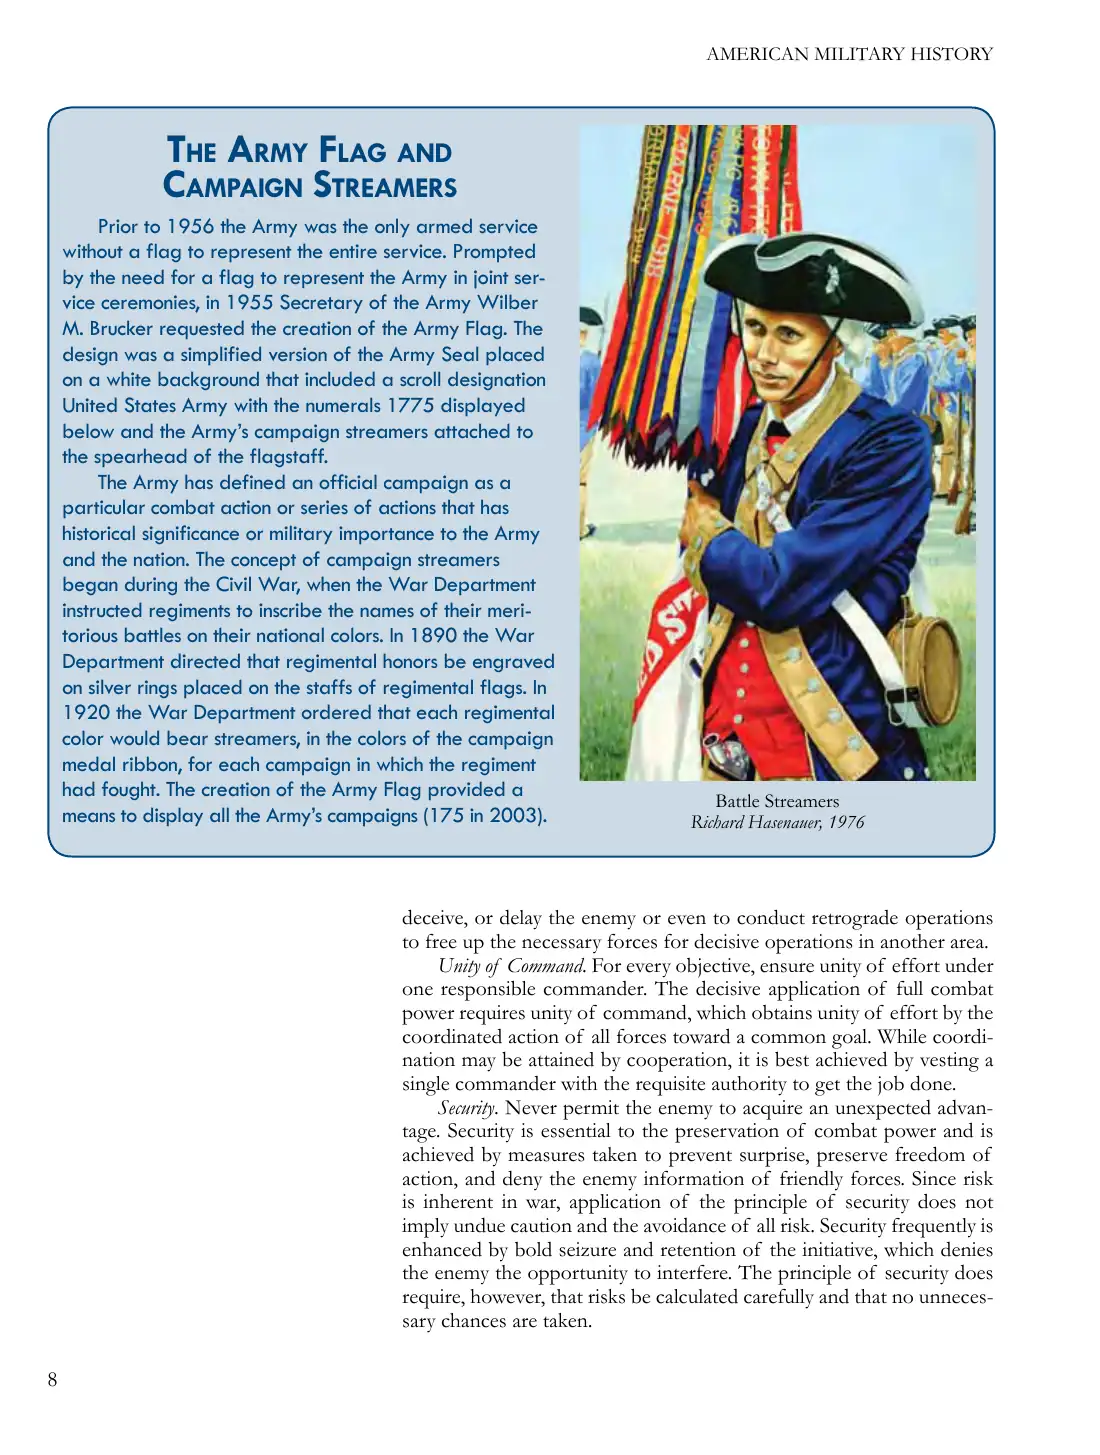 AMERICAN MILITARY HISTORY
THE ARMY FLAG AND
CAMPAIGN STREAMERS
Prior to 1956 the Army was the only armed service
without a flag to represent the entire service. Prompted
by the need for a flag to represent the Army in joint ser-
vice ceremonies, in 1955 Secretary of the Army Wilber
M. Brucker requested the creation of the Army Flag. The
design was a simplified version of the Army Seal placed
on a white background that included a scroll designation
United States Army with the numerals 1775 displayed
below and the Army’s campaign streamers attached to
the spearhead of the flagstaff.
The Army has defined an official campaign as a
particular combat action or series of actions that has
historical significance or military importance to the Army
and the nation. The concept of campaign streamers
began during the Civil War, when the War Department
instructed regiments to inscribe the names of their meri-
torious battles on their national colors. In 1890 the War
Department directed that regimental honors be engraved
on silver rings placed on the staffs of regimental flags. In
1920 the War Department ordered that each regimental
color would bear streamers, in the colors of the campaign
medal ribbon, for each campaign in which the regiment
had fought. The creation of the Army Flag provided a
means to display all the Army’s campaigns (175 in 2003).
MARNE 1918
Battle Streamers
Richard Hasenauer, 1976
deceive, or delay the enemy or even to conduct retrograde operations
to free up the necessary forces for decisive operations in another area.
Unity of Command. For every objective, ensure unity of effort under
one responsible commander. The decisive application of full combat
power requires unity of command, which obtains unity of effort by the
coordinated action of all forces toward a common goal. While coordi-
nation may be attained by cooperation, it is best achieved by vesting a
single commander with the requisite authority to get the job done.
Security. Never permit the enemy to acquire an unexpected advan-
tage. Security is essential to the preservation of combat power and is
achieved by measures taken to prevent surprise, preserve freedom of
action, and deny the enemy information of friendly forces. Since risk
is inherent in war, application of the principle of security does not
imply undue caution and the avoidance of all risk. Security frequently is
enhanced by bold seizure and retention of the initiative, which denies
the enemy the opportunity to interfere. The principle of security does
require, however, that risks be calculated carefully and that no unneces-
sary chances are taken.
8